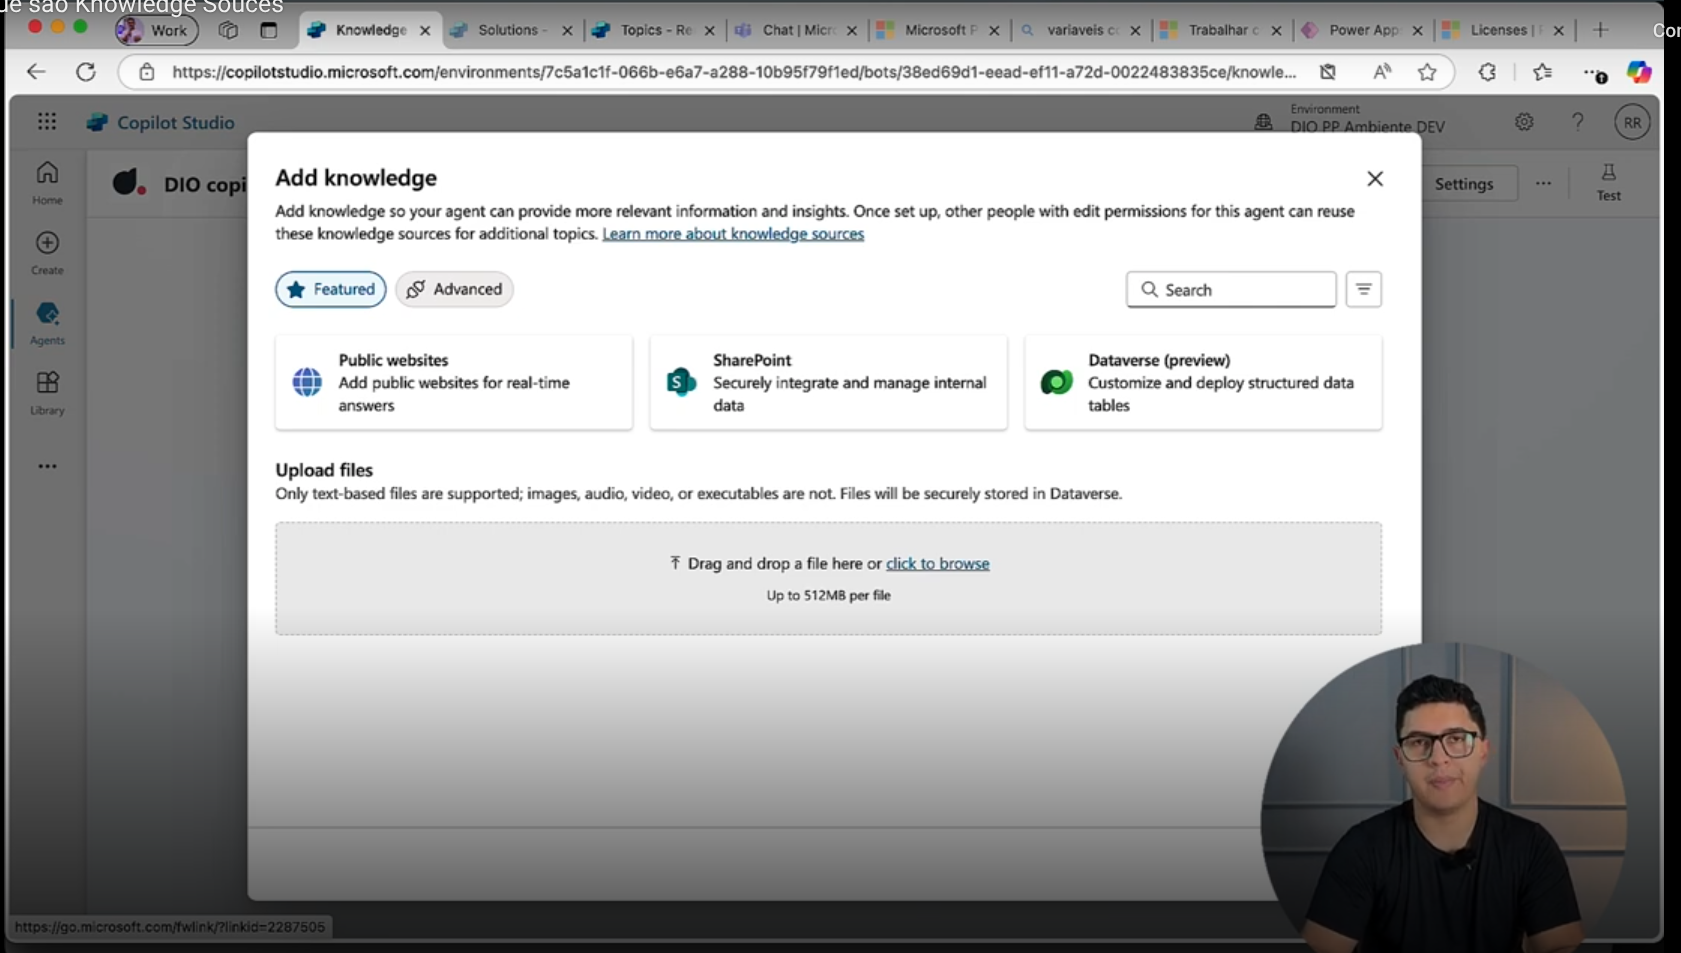 ue são Knowledge Souces
Work
Knowledge
Solutions -
Topics - Re
Chat | Micr
Microsoft P
variaveis cc
Trabalhar c
Power App
Licenses |
Cor
https://copilotstudio.microsoft.com/environments/7c5a1c1f-066b-e6a7-a288-10b95f79f1ed/bots/38ed69d1-eead-ef11-a72d-0022483835ce/knowle...
Copilot Studio
Environment
DIO PP Ambiente DEV
RR
Home
Create
Agents
Library
DIO copi
Settings
Test
Add knowledge
Add knowledge so your agent can provide more relevant information and insights. Once set up, other people with edit permissions for this agent can reuse
these knowledge sources for additional topics. Learn more about knowledge sources
Featured
Advanced
Search
Public websites
Add public websites for real-time
answers
SharePoint
Securely integrate and manage internal
data
Dataverse (preview)
Customize and deploy structured data
tables
Upload files
Only text-based files are supported; images, audio, video, or executables are not. Files will be securely stored in Dataverse.
Drag and drop a file here or click to browse
Up to 512MB per file
https://go.microsoft.com/fwlink/?linkid=2287505